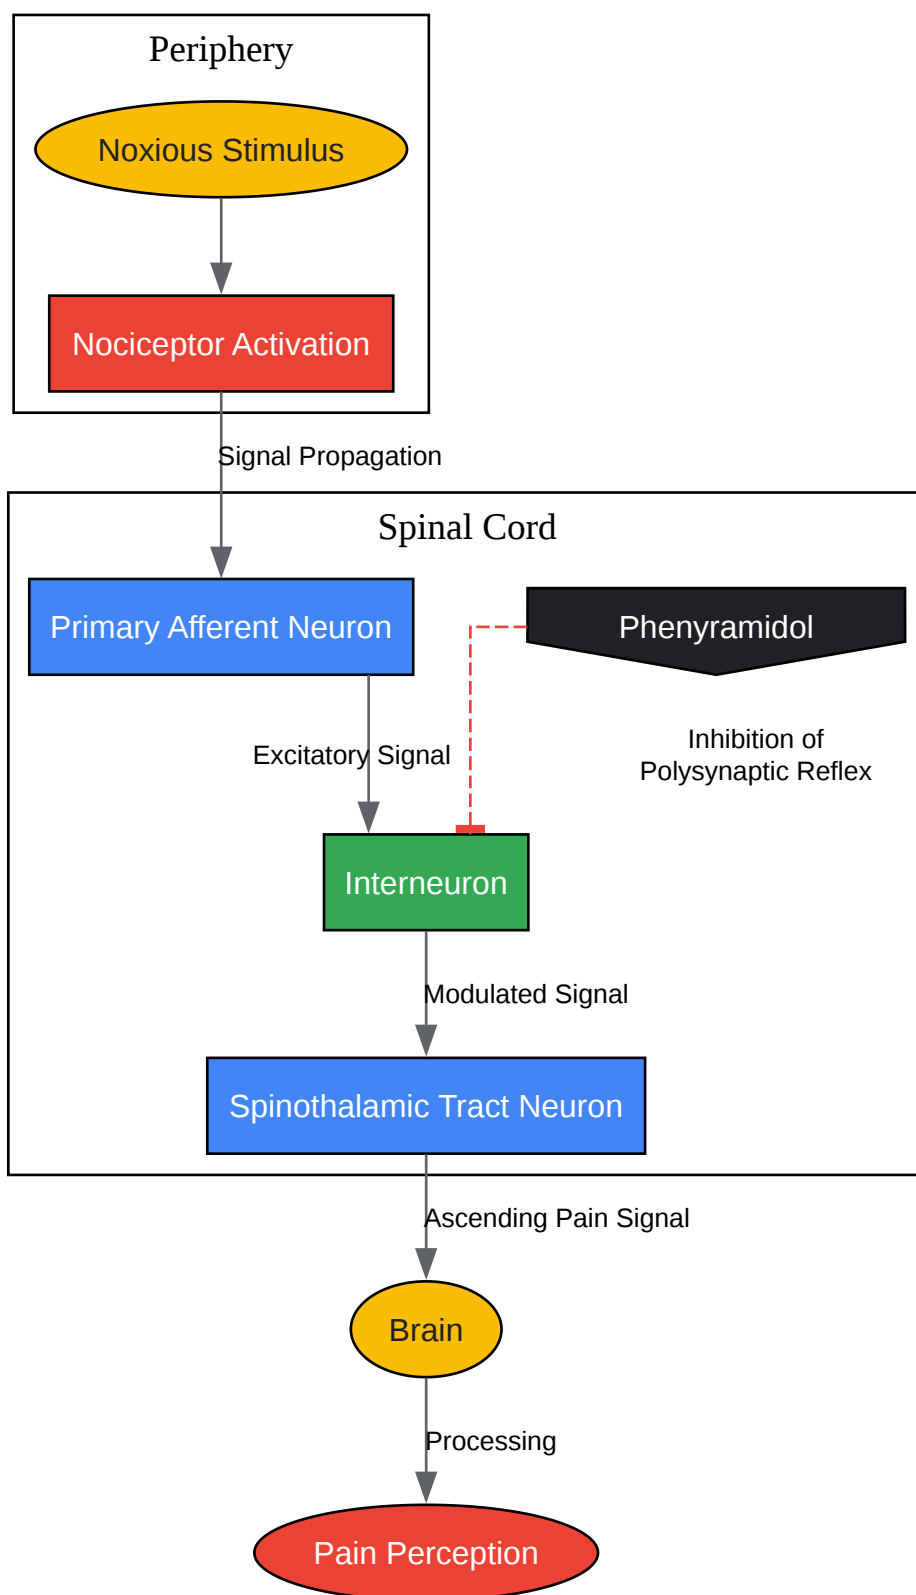 Periphery
Noxious Stimulus
Nociceptor Activation
Signal Propagation
Spinal Cord
Primary Afferent Neuron
Phenyramidol
Excitatory Signal
Inhibition of
Polysynaptic Reflex
Interneuron
Modulated Signal
Spinothalamic Tract Neuron
Ascending Pain Signal
Brain
Processing
Pain Perception